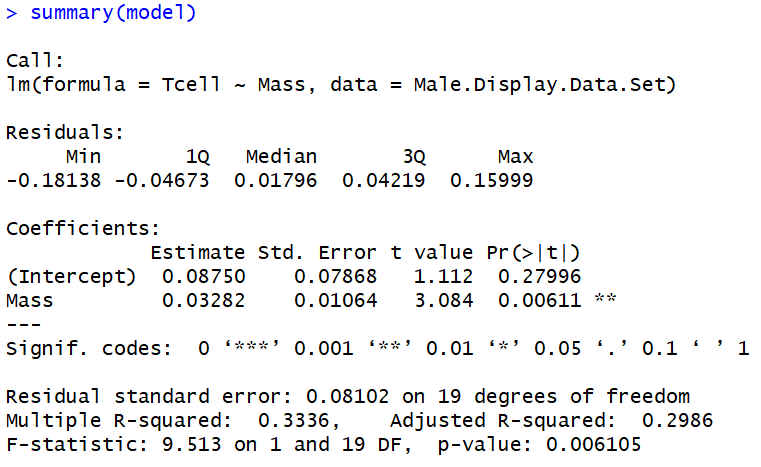 > summary(model)
Call:
lm(formula = Tcell ~ Mass, data = Male.Display.Data.Set)
Residuals:
     Min       1Q   Median       3Q      Max
-0.18138 -0.04673  0.01796  0.04219  0.15999
Coefficients:
            Estimate Std. Error t value Pr(>|t|)
(Intercept)  0.08750    0.07868   1.112  0.27996
Mass         0.03282    0.01064   3.084  0.00611 **
---
Signif. codes:  0 ‘***’ 0.001 ‘**’ 0.01 ‘*’ 0.05 ‘.’ 0.1 ‘ ’ 1
Residual standard error: 0.08102 on 19 degrees of freedom
Multiple R-squared:  0.3336,    Adjusted R-squared:  0.2986
F-statistic: 9.513 on 1 and 19 DF,  p-value: 0.006105